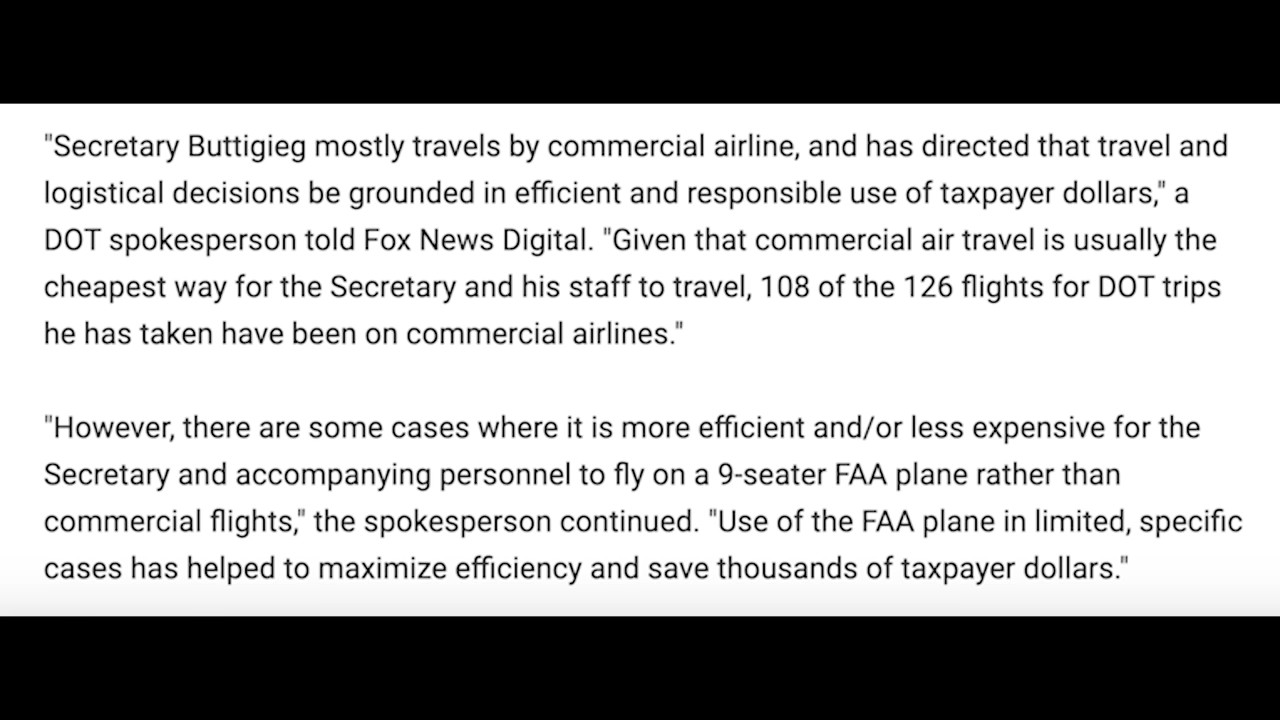 "Secretary Buttigieg mostly travels by commercial airline, and has directed that travel and
logistical decisions be grounded in efficient and responsible use of taxpayer dollars," a
DOT spokesperson told Fox News Digital. "Given that commercial air travel is usually the
cheapest way for the Secretary and his staff to travel, 108 of the 126 flights for DOT trips
he has taken have been on commercial airlines."
"However, there are some cases where it is more efficient and/or less expensive for the
Secretary and accompanying personnel to fly on a 9-seater FAA plane rather than
commercial flights," the spokesperson continued. "Use of the FAA plane in limited, specific
cases has helped to maximize efficiency and save thousands of taxpayer dollars."